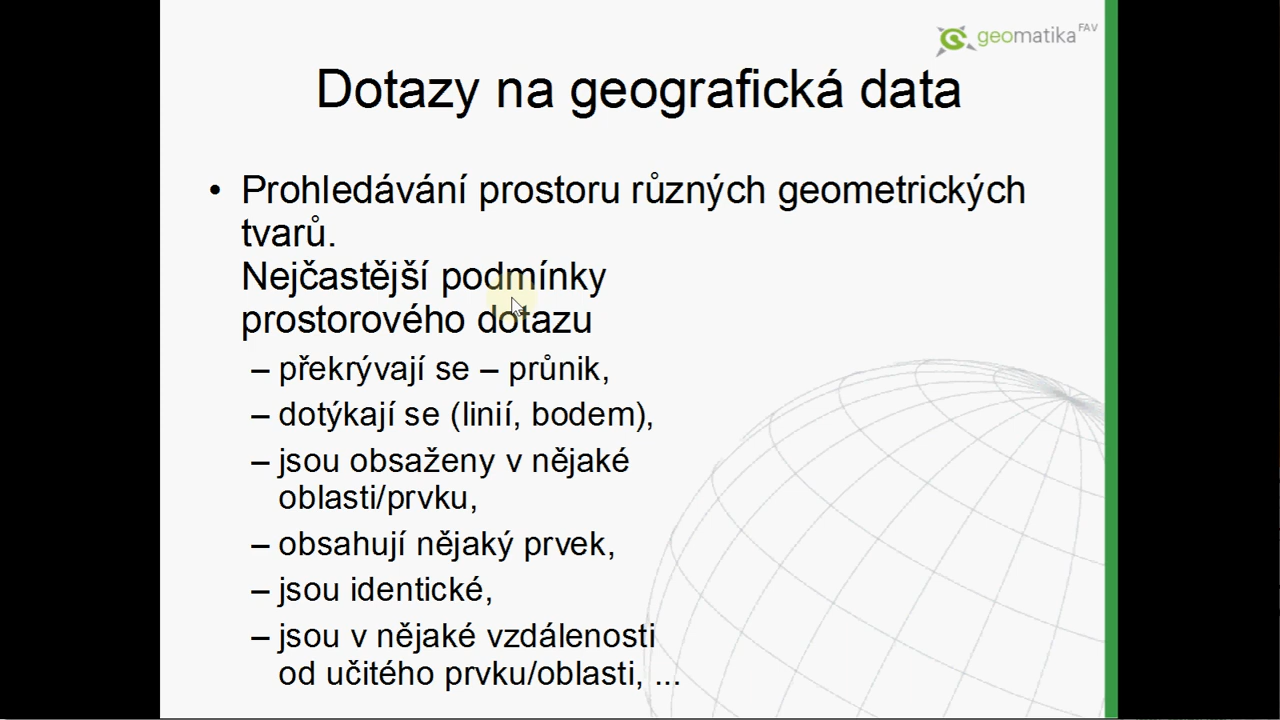 geomatika FAV
Dotazy na geografická data
• Prohledávání prostoru různých geometrických
tvarů.
Nejčastější podmínky
prostorového dotazu
– překrývají se – průnik,
– dotýkají se (linií, bodem),
– jsou obsaženy v nějaké
oblasti/prvku,
– obsahují nějaký prvek,
– jsou identické,
– jsou v nějaké vzdálenosti
od učitého prvku/oblasti, ...